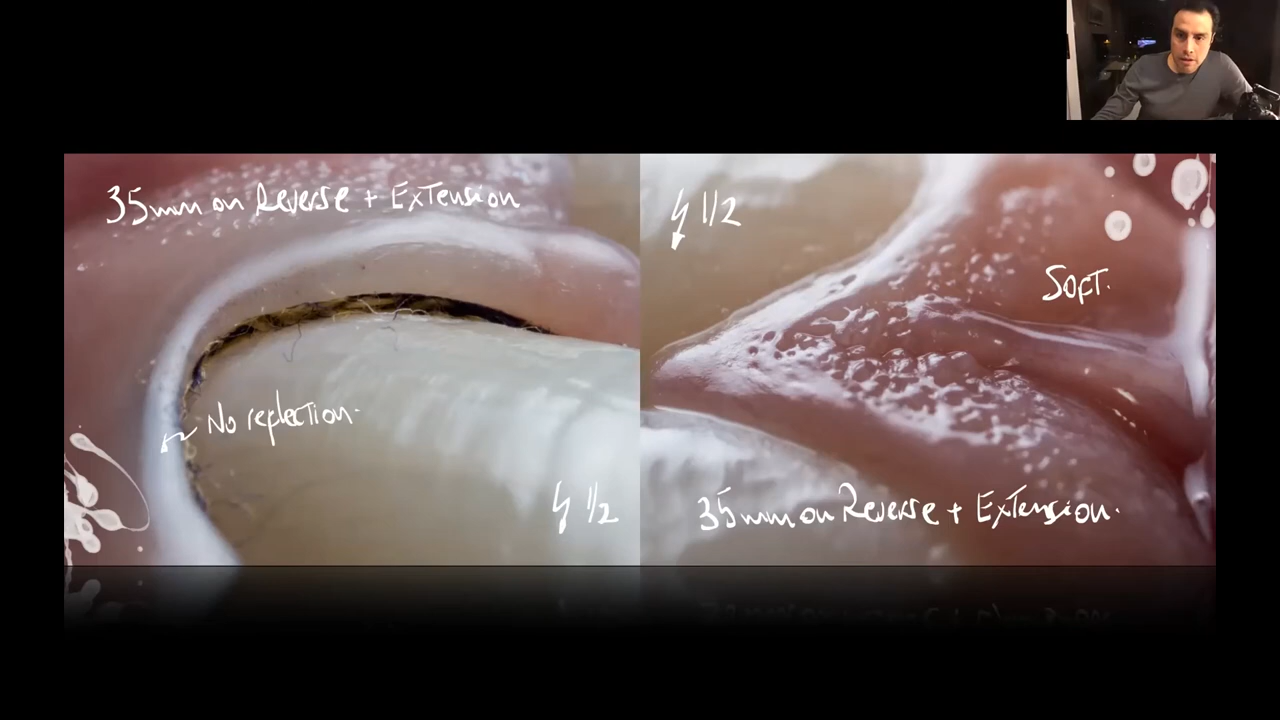 35mm on Reverse + Extension
No reflection.
⚡ 1/2
⚡ 1/2
Soft.
35mm on Reverse + Extension.